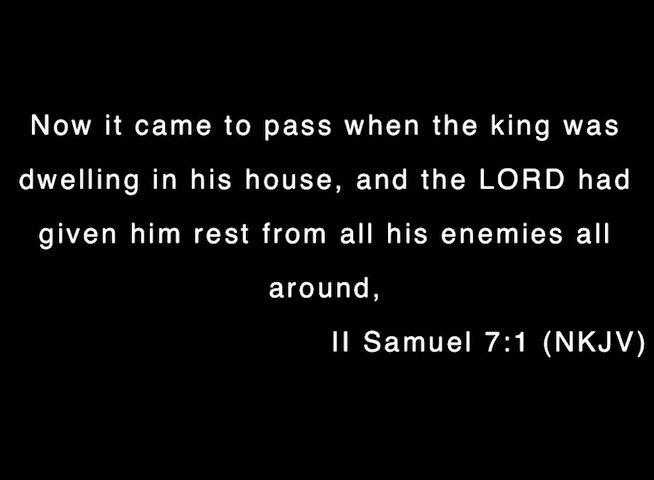 Now it came to pass when the king was
dwelling in his house, and the LORD had
given him rest from all his enemies all
around,
II Samuel 7:1 (NKJV)